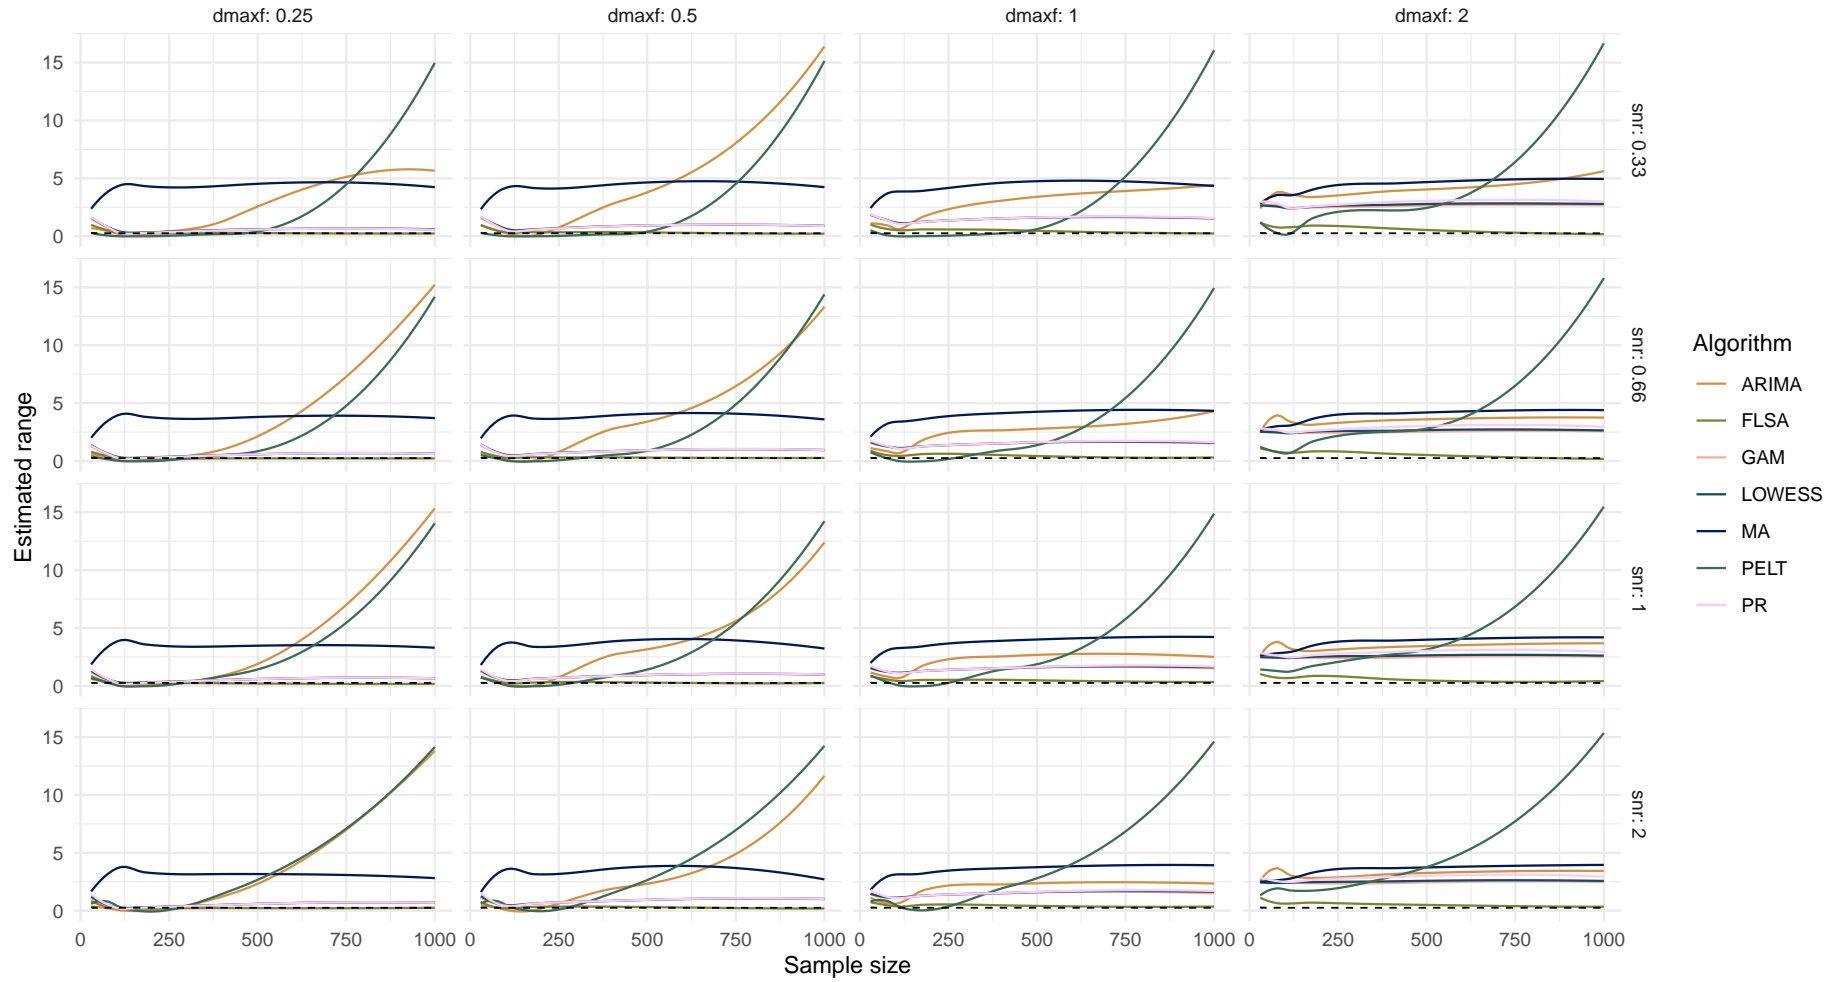 dmaxf: 0.25 dmaxf: 0.5 dmaxf: 1 dmaxf: 2
15
10
5
0
snr: 0.33
15
10
5
0
snr: 0.66
15
10
5
0
snr: 1
15
10
5
0
snr: 2
0 250 500 750 1000 0 250 500 750 1000 0 250 500 750 1000 0 250 500 750 1000
Sample size
Estimated range
Algorithm
ARIMA
FLSA
GAM
LOWESS
MA
PELT
PR